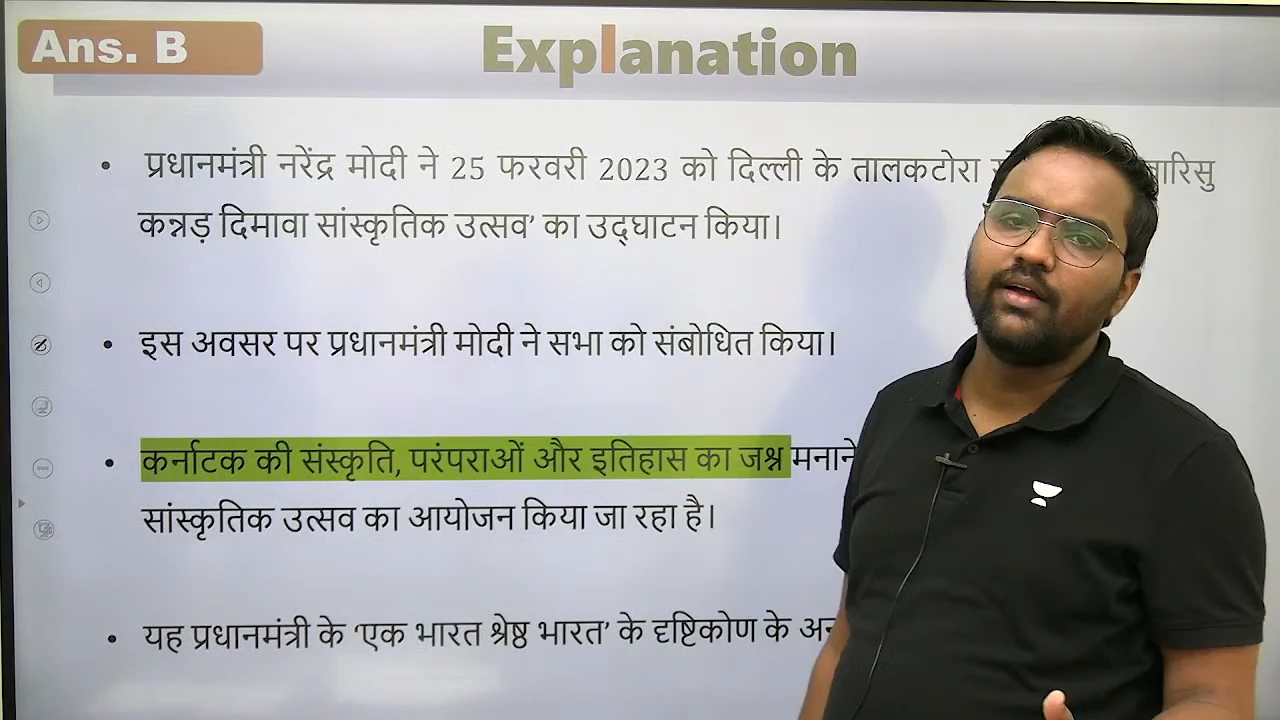 Ans. B
Explanation
• प्रधानमंत्री नरेंद्र मोदी ने 25 फरवरी 2023 को दिल्ली के तालकटोरा
कन्नड़ दिमावा सांस्कृतिक उत्सव’ का उद्घाटन किया।
• इस अवसर पर प्रधानमंत्री मोदी ने सभा को संबोधित किया।
• कर्नाटक की संस्कृति, परंपराओं और इतिहास का जश्न मनाने
सांस्कृतिक उत्सव का आयोजन किया जा रहा है।
• यह प्रधानमंत्री के ‘एक भारत श्रेष्ठ भारत’ के दृष्टिकोण के